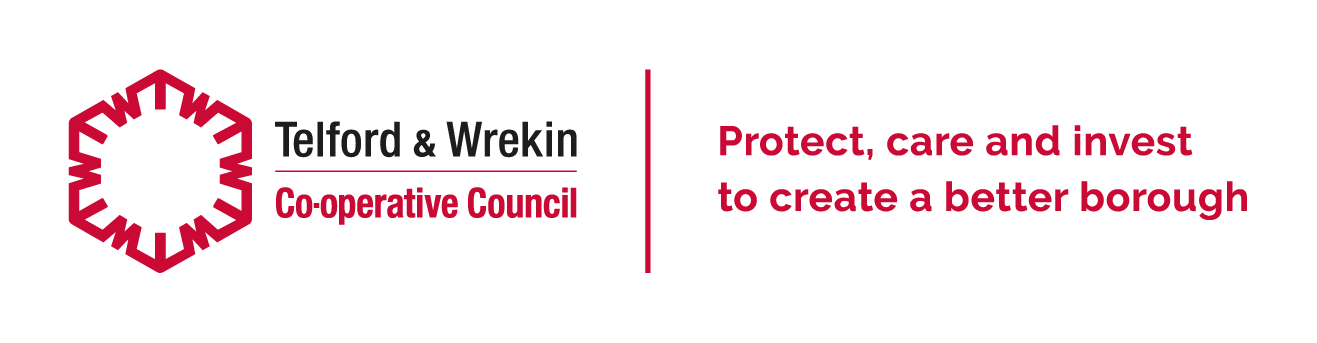 Telford & Wrekin
Co-operative Council
Protect, care and invest
to create a better borough